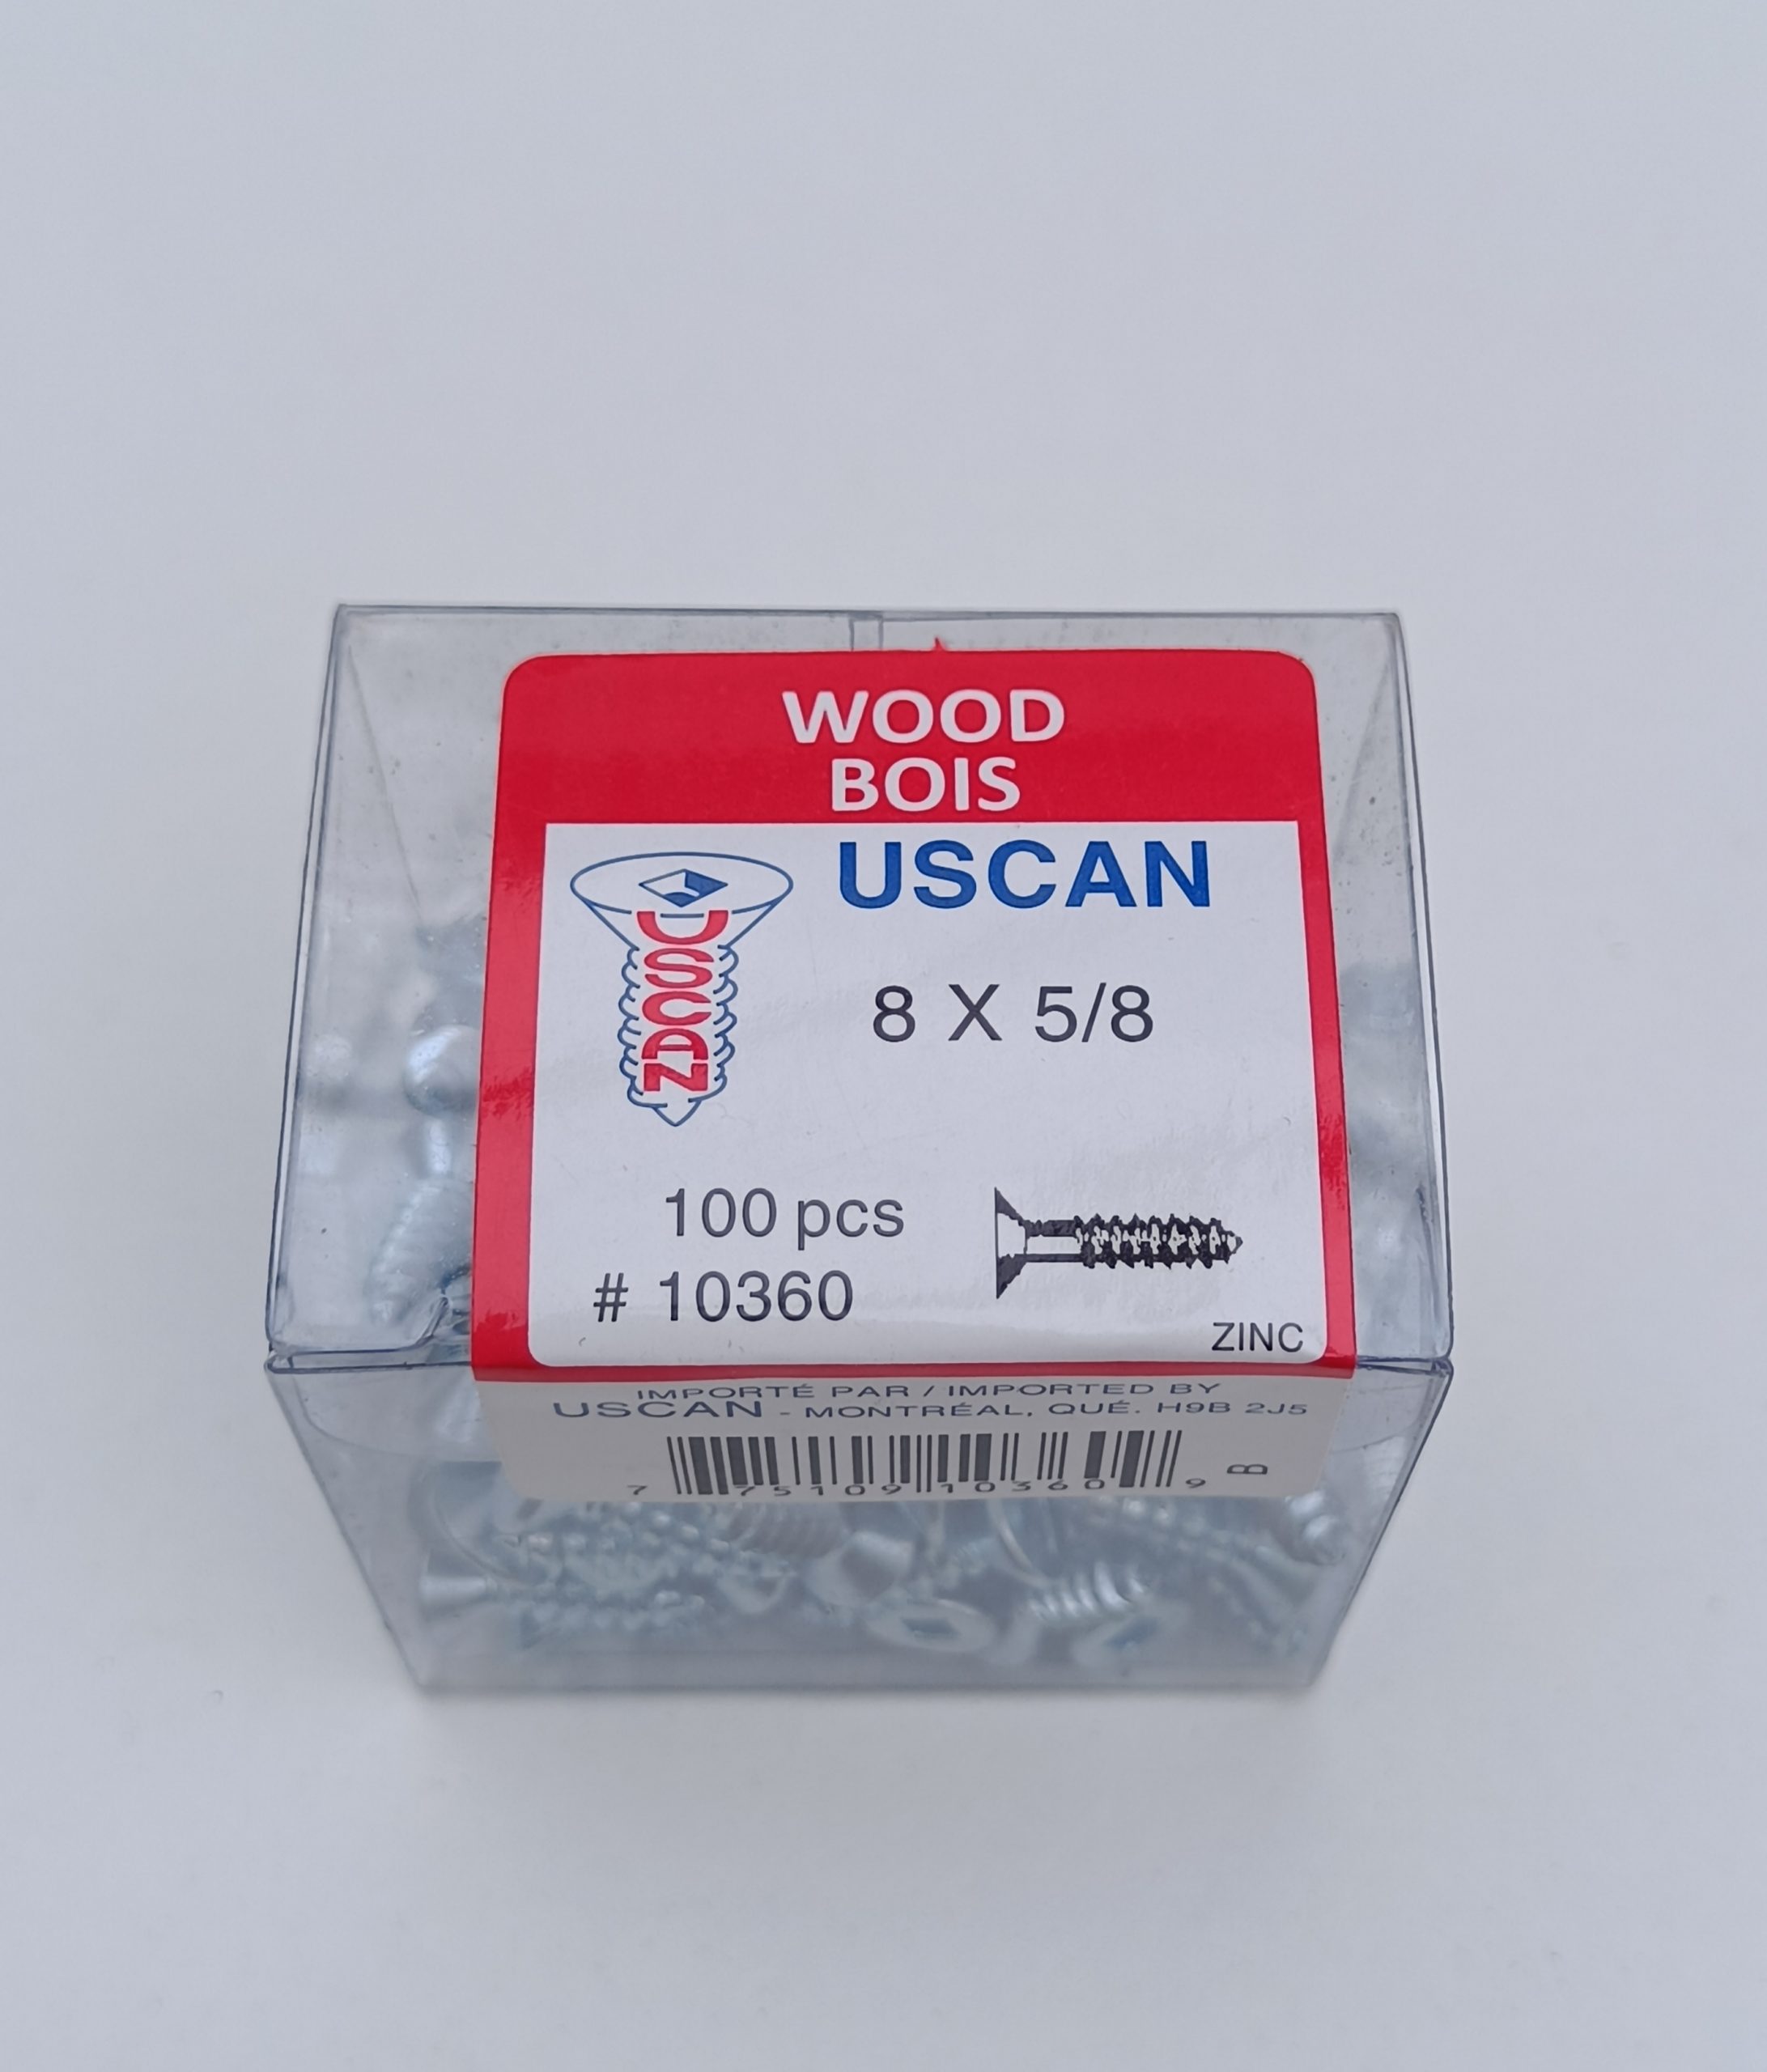 WOOD
BOIS
USCAN
USCAN
8 X 5/8
100 pcs
# 10360
ZINC
IMPORTÉ PAR / IMPORTED BY
USCAN - MONTRÉAL, QUÉ. H9B 2J5
7 75109 10360 9
B